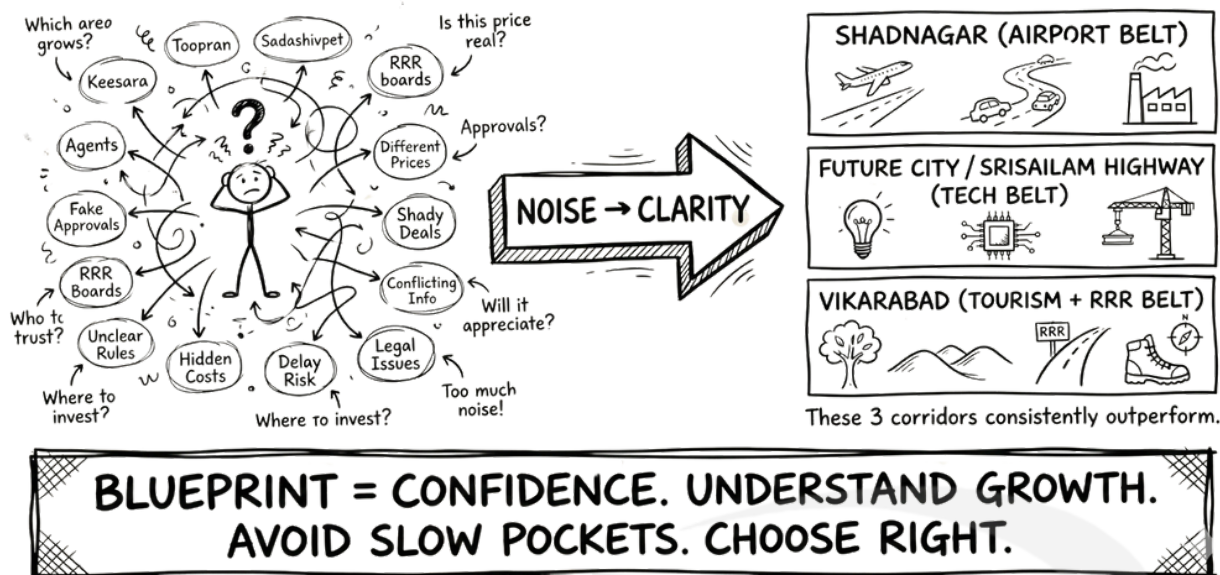 Which area
grows?
Toopran
Sadashivpet
Is this price
real?
Keesara
RRR
boards
Agents
Different
Prices
Approvals?
Fake
Approvals
Shady
Deals
RRR
Boards
Conflicting
Info
Who to
trust?
Will it
appreciate?
Unclear
Rules
Hidden
Costs
Delay
Risk
Legal
Issues
Where to
invest?
Where to invest?
Too much
noise!
?
NOISE → CLARITY
SHADNAGAR (AIRPORT BELT)
FUTURE CITY / SRISAILAM HIGHWAY
(TECH BELT)
VIKARABAD (TOURISM + RRR BELT)
RRR
N
These 3 corridors consistently outperform.
BLUEPRINT = CONFIDENCE. UNDERSTAND GROWTH.
AVOID SLOW POCKETS. CHOOSE RIGHT.